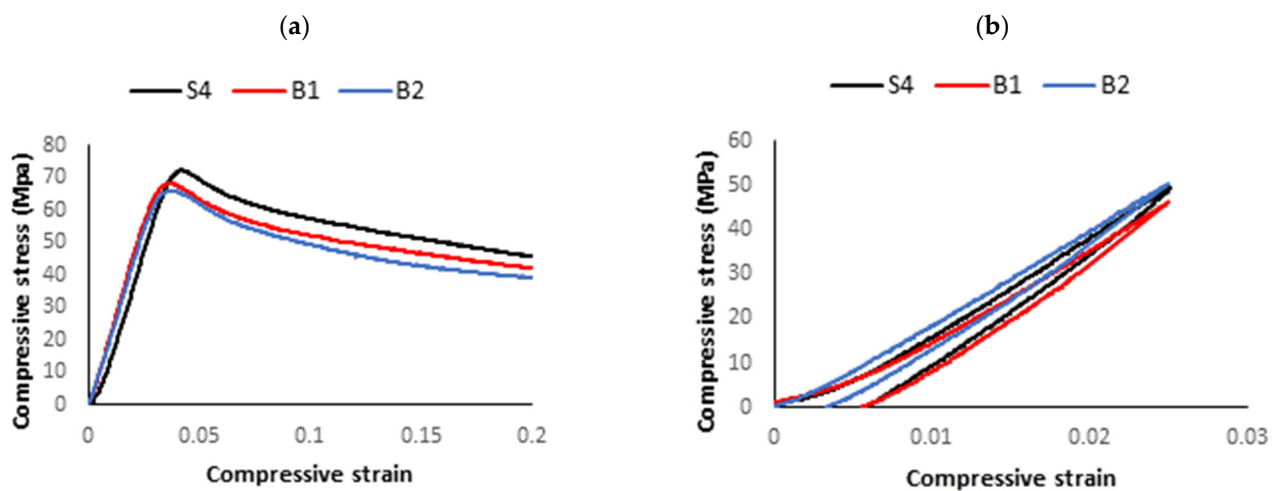 (a)
S4 B1 B2
Compressive stress (Mpa)
80
70
60
50
40
30
20
10
0
0 0.05 0.1 0.15 0.2
Compressive strain
(b)
S4 B1 B2
Compressive stress (MPa)
60
50
40
30
20
10
0
0 0.01 0.02 0.03
Compressive strain